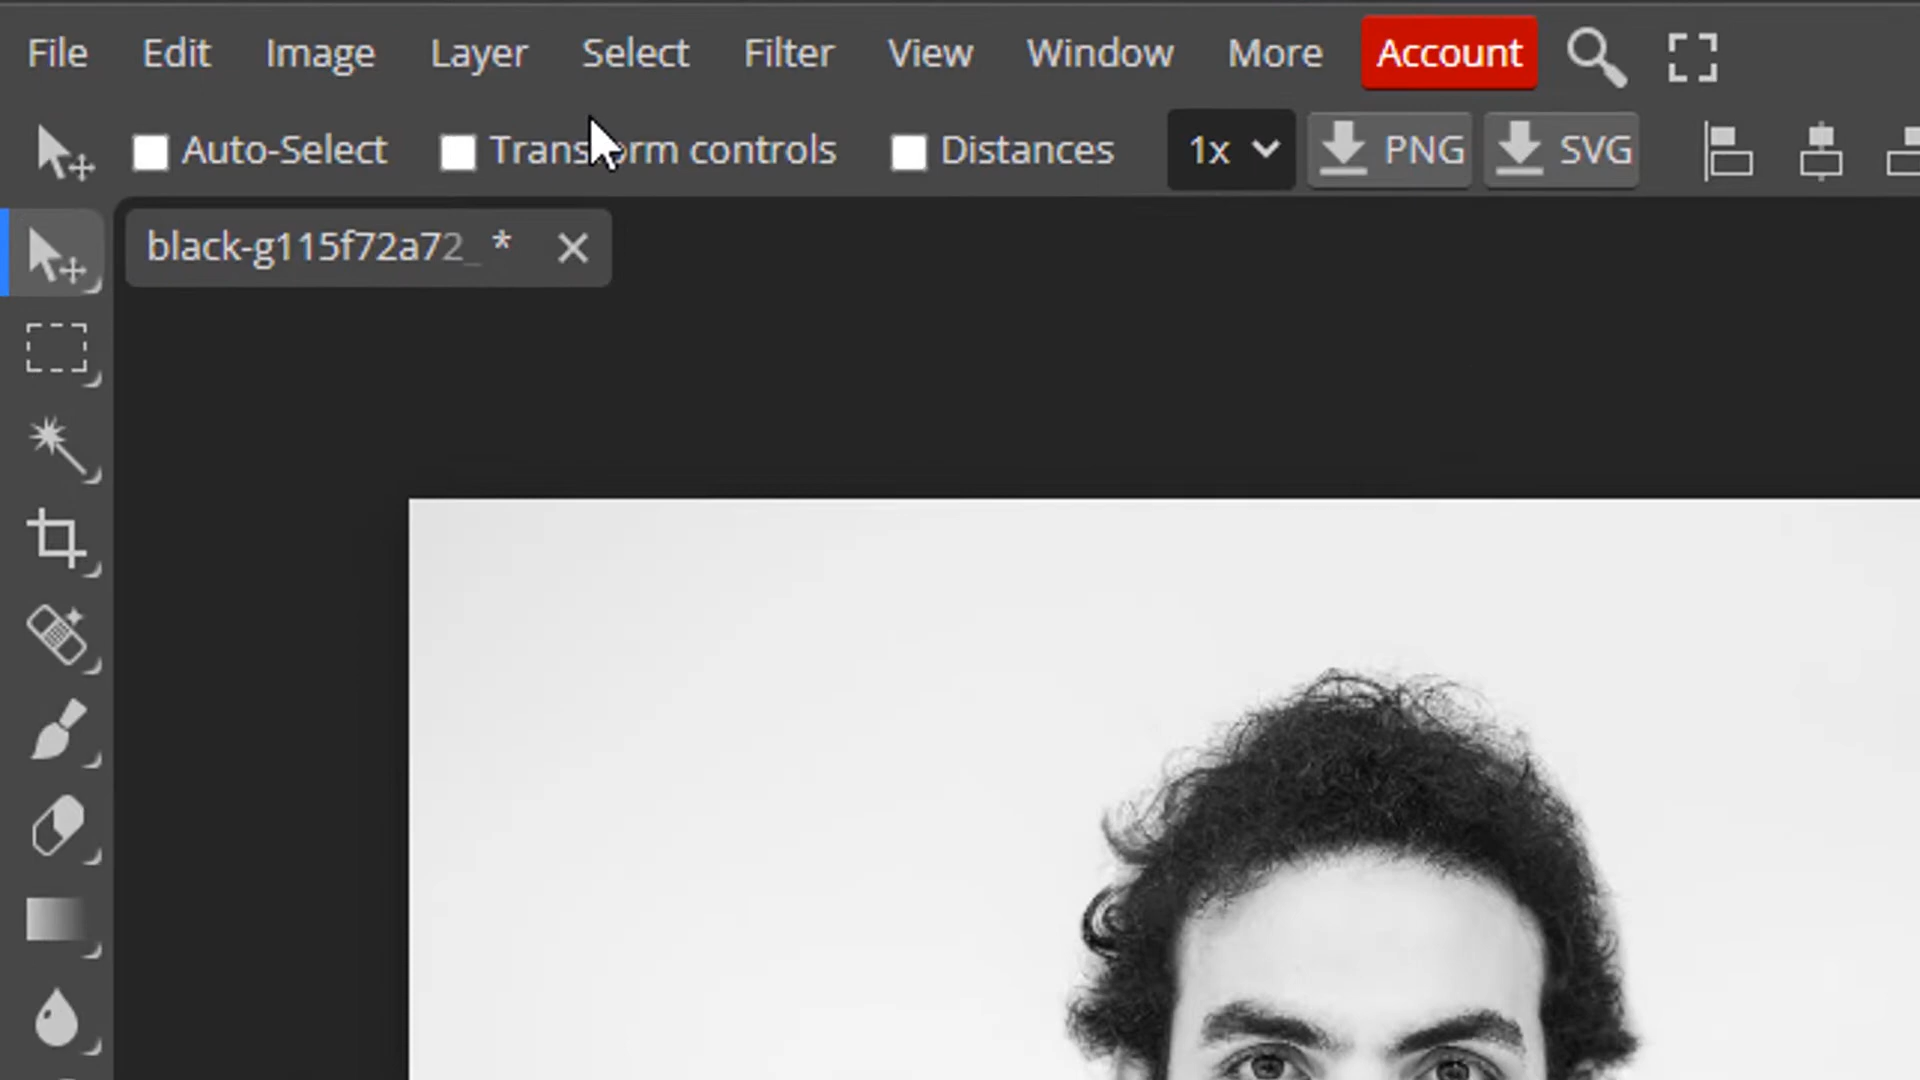 File Edit Image Layer Select Filter View Window More Account
Auto-Select Transform controls Distances 1x PNG SVG
black-g115f72a72_ *